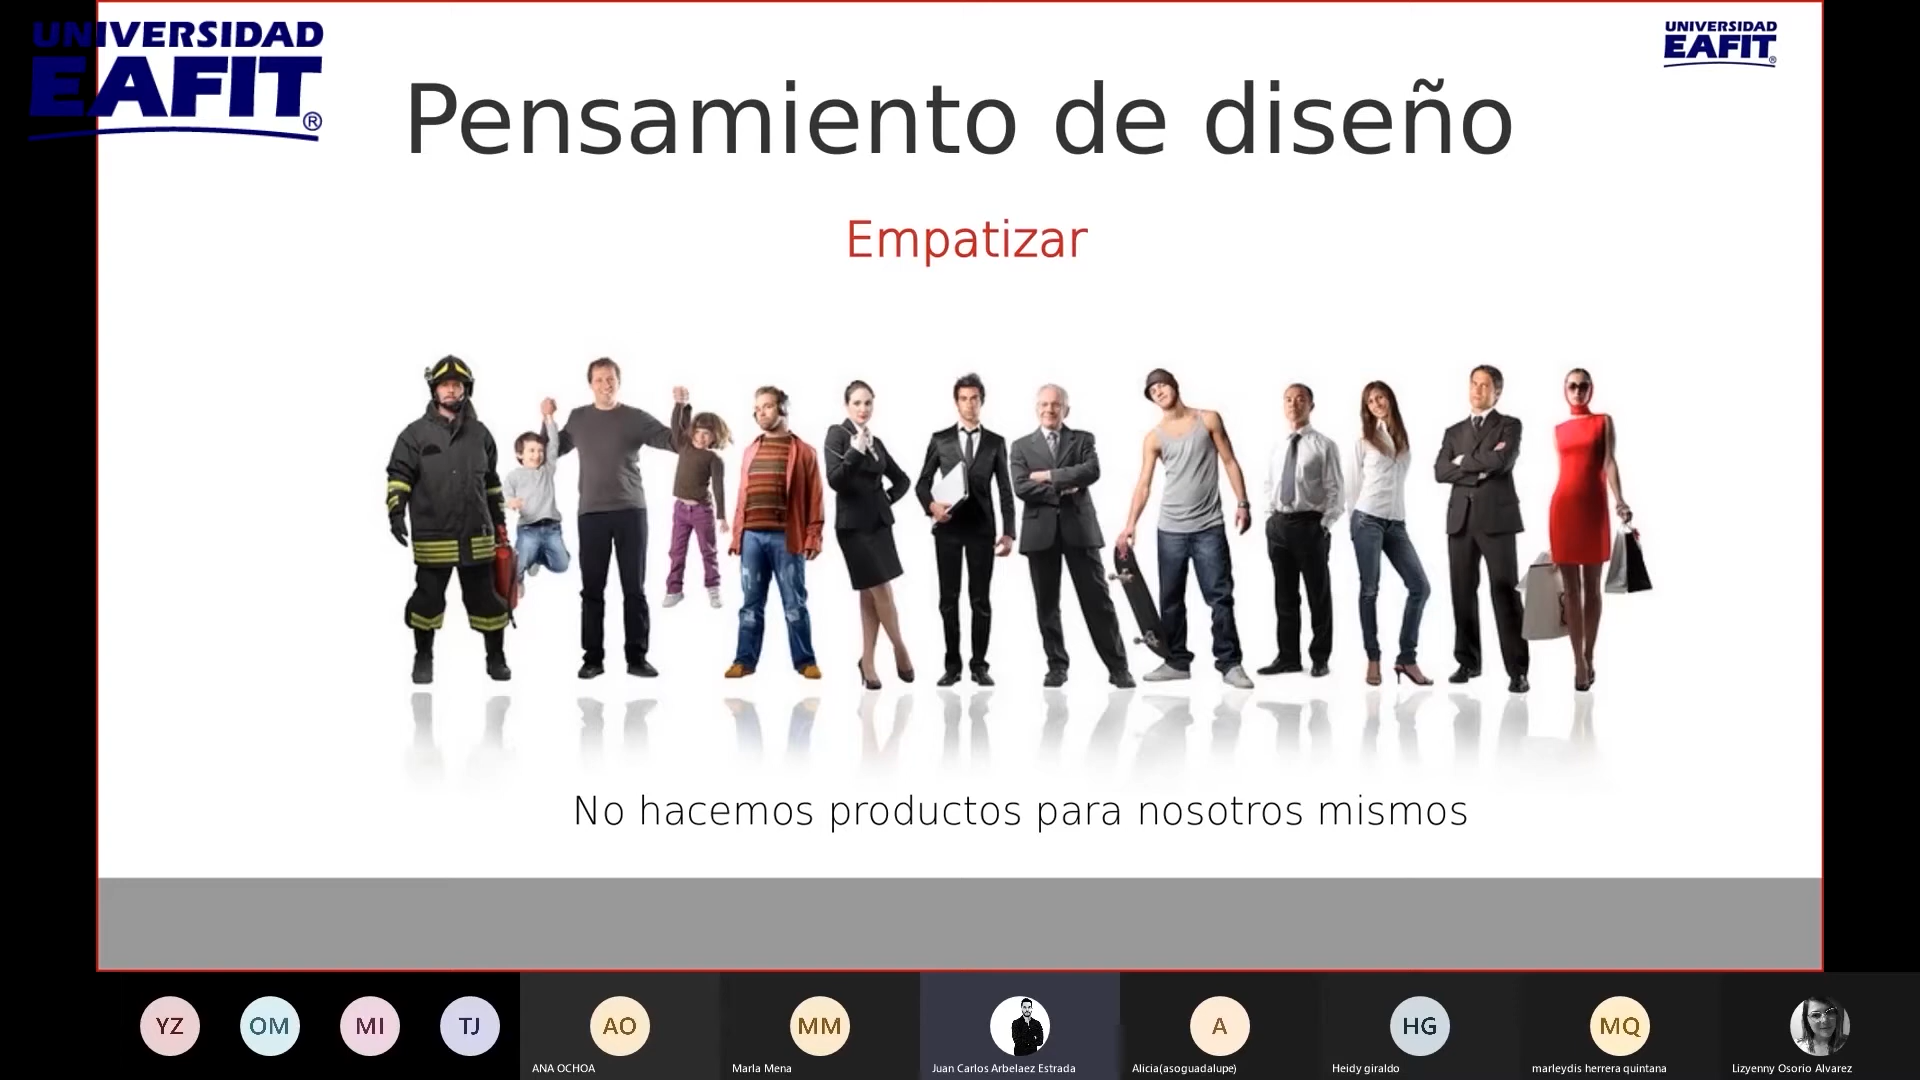 UNIVERSIDAD
EAFIT®
UNIVERSIDAD
EAFIT®
Pensamiento de diseño
Empatizar
No hacemos productos para nosotros mismos
YZ
OM
MI
TJ
AO
MM
A
HG
MQ
ANA OCHOA
Marla Mena
Juan Carlos Arbelaez Estrada
Alicia(asoguadalupe)
Heidy giraldo
marleydis herrera quintana
Lizyenny Osorio Alvarez